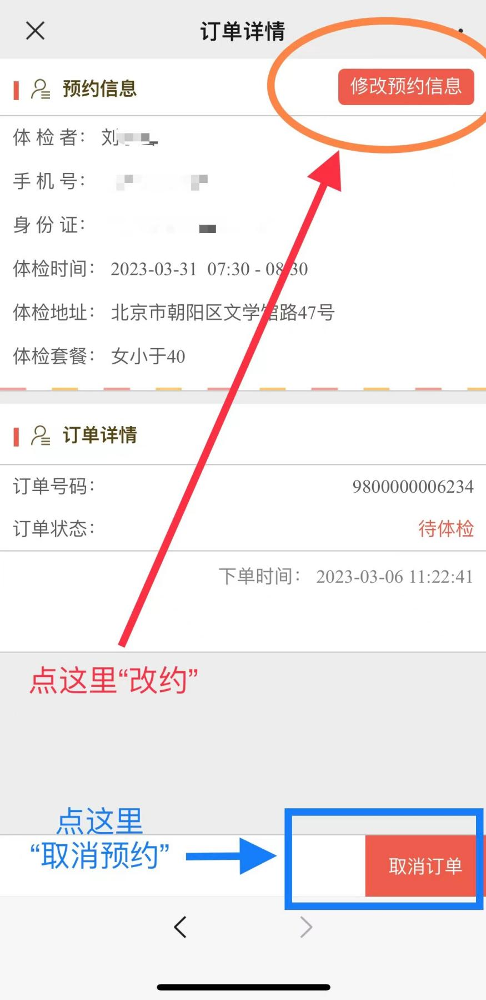 订单详情
预约信息
修改预约信息
体 检 者： 刘
手 机 号：
身 份 证：
体检时间： 2023-03-31 07:30 - 08:30
体检地址： 北京市朝阳区文学馆路47号
体检套餐： 女小于40
订单详情
订单号码： 9800000006234
订单状态： 待体检
下单时间： 2023-03-06 11:22:41
点这里“改约”
点这里
“取消预约”
取消订单